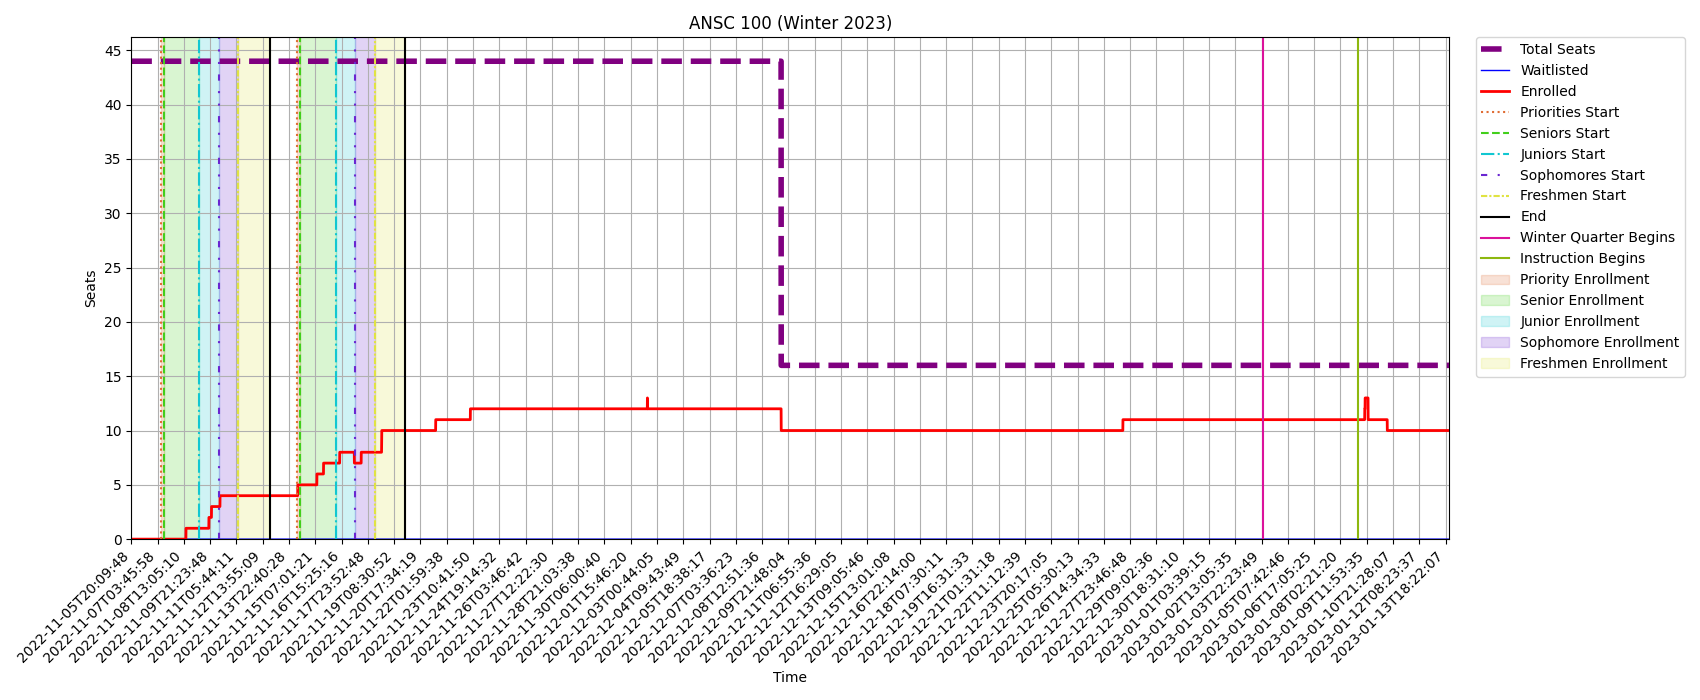 ANSC 100 (Winter 2023)
45
40
35
30
25
20
15
10
5
0
Seats
2022-11-05T20:09:48
2022-11-07T03:45:58
2022-11-08T13:05:10
2022-11-09T21:23:48
2022-11-11T05:44:11
2022-11-12T13:55:09
2022-11-13T22:40:28
2022-11-15T07:01:21
2022-11-16T15:25:16
2022-11-17T23:52:48
2022-11-19T08:30:52
2022-11-20T17:34:19
2022-11-22T01:59:38
2022-11-23T10:41:50
2022-11-24T19:14:32
2022-11-26T03:46:42
2022-11-27T12:22:30
2022-11-28T21:03:38
2022-11-30T06:00:40
2022-12-01T15:46:20
2022-12-03T00:44:05
2022-12-04T09:43:49
2022-12-05T18:38:17
2022-12-07T03:36:23
2022-12-08T12:51:36
2022-12-09T21:48:04
2022-12-11T06:55:36
2022-12-12T16:29:05
2022-12-13T09:05:46
2022-12-15T13:01:08
2022-12-16T22:14:00
2022-12-18T07:30:11
2022-12-19T16:31:33
2022-12-21T01:31:18
2022-12-22T11:12:39
2022-12-23T20:17:05
2022-12-25T05:30:13
2022-12-26T14:34:33
2022-12-27T23:46:48
2022-12-29T09:02:36
2022-12-30T18:31:10
2023-01-01T03:39:15
2023-01-02T13:05:35
2023-01-03T22:23:49
2023-01-05T07:42:46
2023-01-06T17:05:25
2023-01-08T02:21:20
2023-01-09T11:53:35
2023-01-10T21:28:07
2023-01-12T08:23:37
2023-01-13T18:22:07
Time
Total Seats
Waitlisted
Enrolled
Priorities Start
Seniors Start
Juniors Start
Sophomores Start
Freshmen Start
End
Winter Quarter Begins
Instruction Begins
Priority Enrollment
Senior Enrollment
Junior Enrollment
Sophomore Enrollment
Freshmen Enrollment